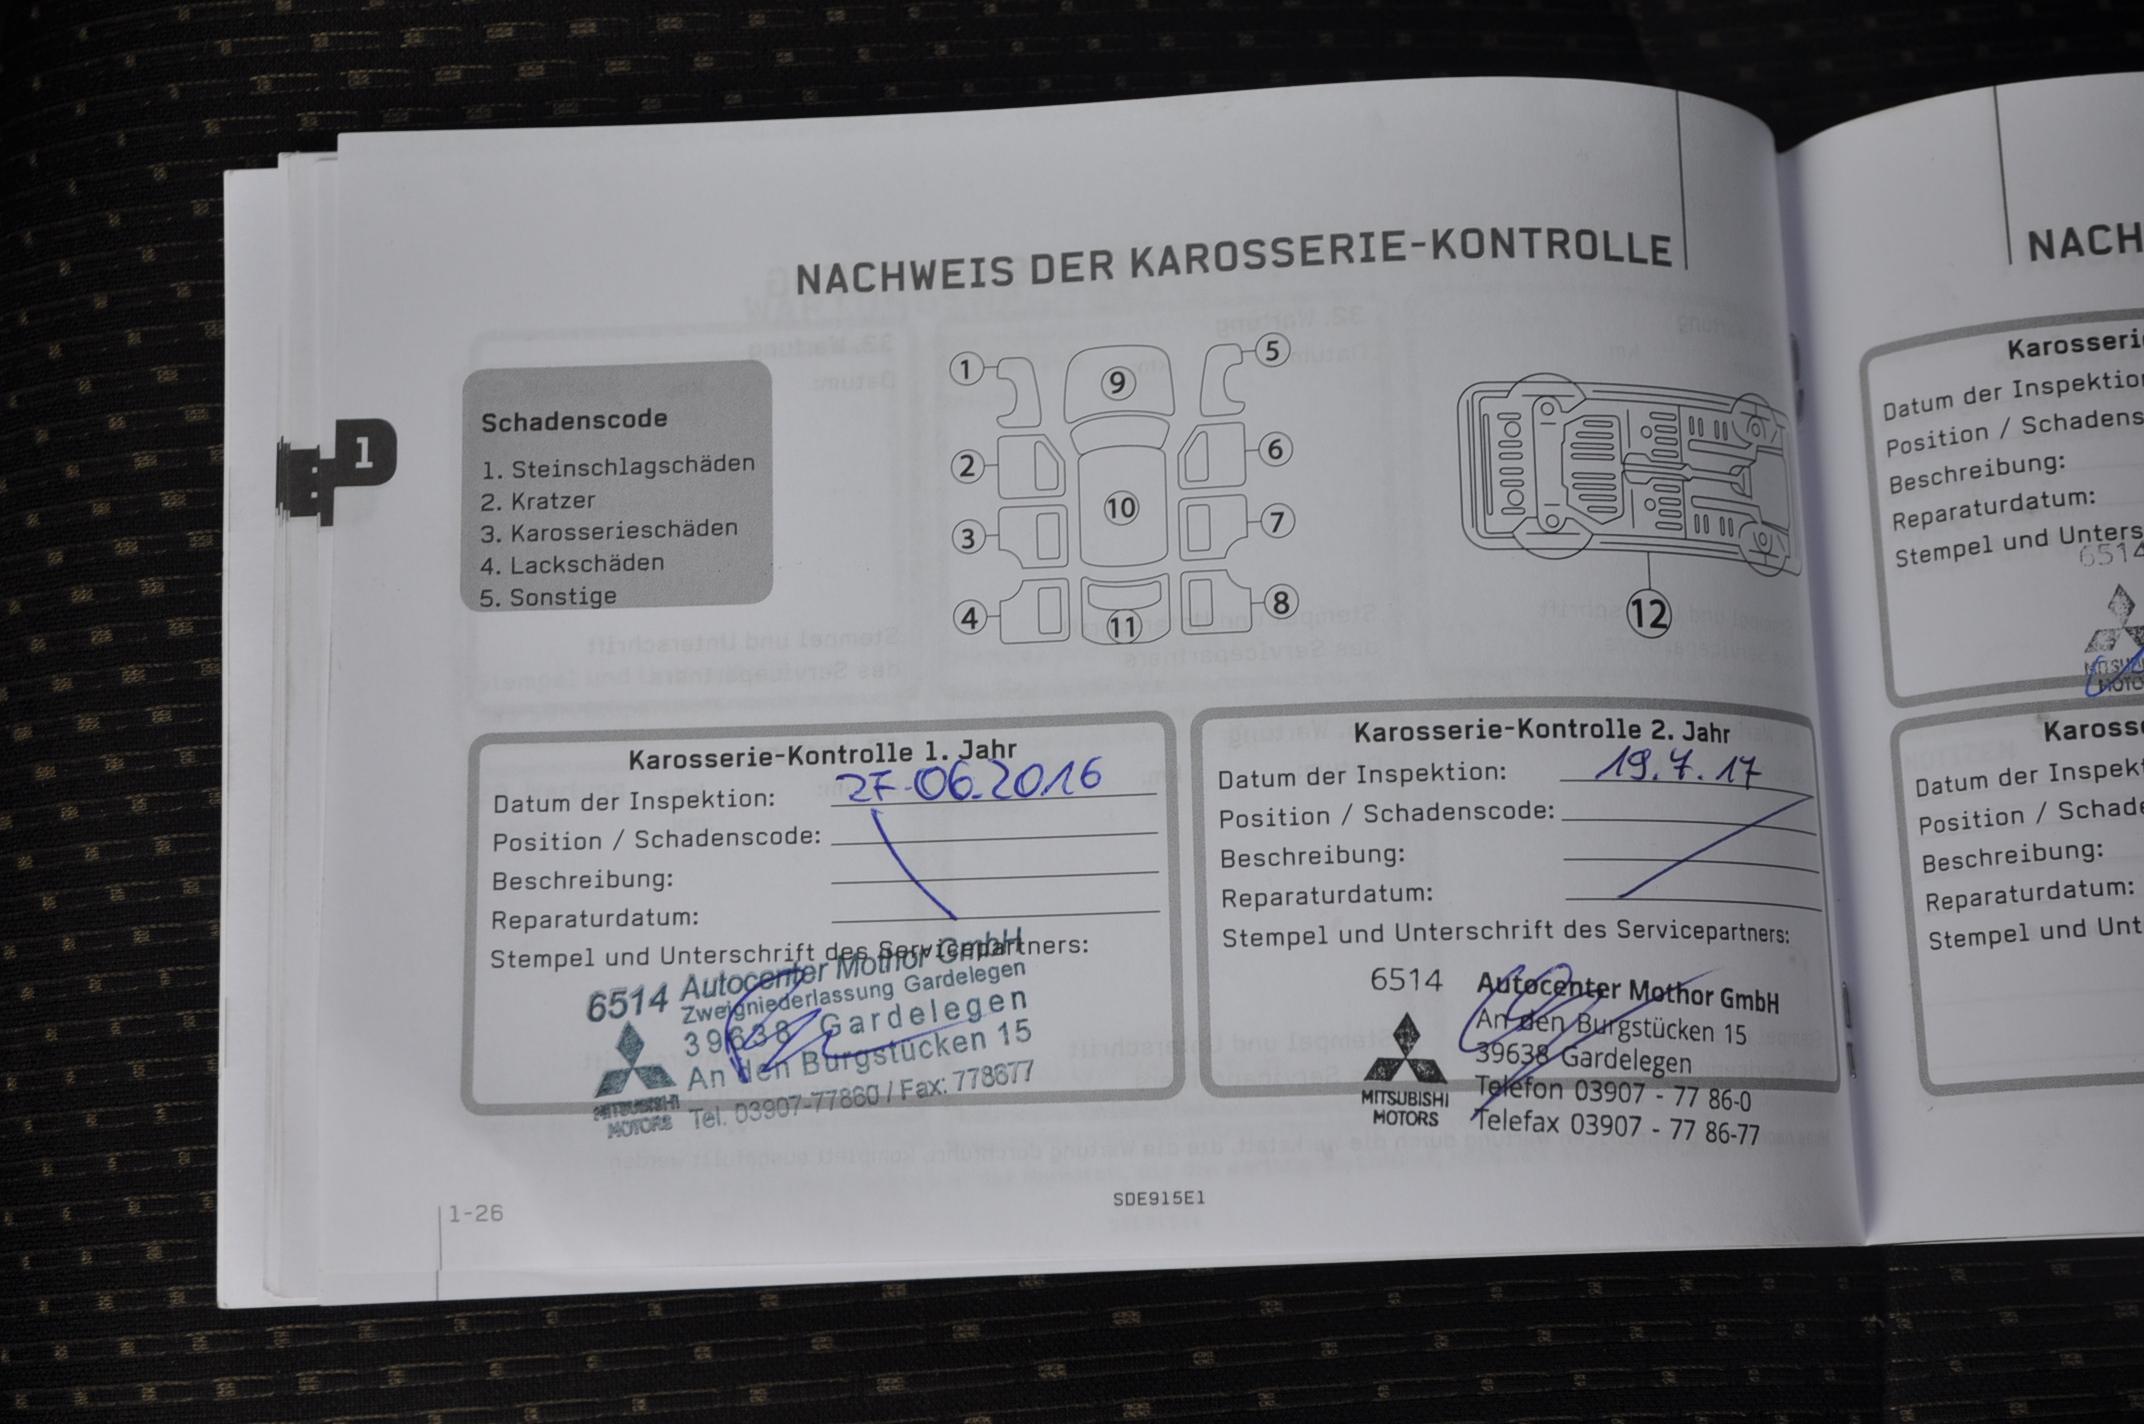 NACHWEIS DER KAROSSERIE-KONTROLLE
1
Schadenscode
1. Steinschlagschäden
2. Kratzer
3. Karosserieschäden
4. Lackschäden
5. Sonstige
1
2
3
4
5
6
7
8
9
10
11
12
Karosserie-Kontrolle 1. Jahr
Datum der Inspektion: 27-06.2016
Position / Schadenscode:
Beschreibung:
Reparaturdatum:
Stempel und Unterschrift des Servicepartners:
6514 Autocenter Mothor GmbH
Zweigniederlassung Gardelegen
39638 Gardelegen
An den Burgstücken 15
Tel. 03907-77860 / Fax: 778677
MITSUBISHI
MOTORS
Karosserie-Kontrolle 2. Jahr
Datum der Inspektion: 19.7.17
Position / Schadenscode:
Beschreibung:
Reparaturdatum:
Stempel und Unterschrift des Servicepartners:
6514 Autocenter Mothor GmbH
An den Burgstücken 15
39638 Gardelegen
Telefon 03907 - 77 86-0
Telefax 03907 - 77 86-77
MITSUBISHI
MOTORS
1-26
SDE915E1
NACH
Karosseri
Datum der Inspektio
Position / Schadens
Beschreibung:
Reparaturdatum:
Stempel und Unters
6514
Karosse
Datum der Inspekt
Position / Schade
Beschreibung:
Reparaturdatum:
Stempel und Unt